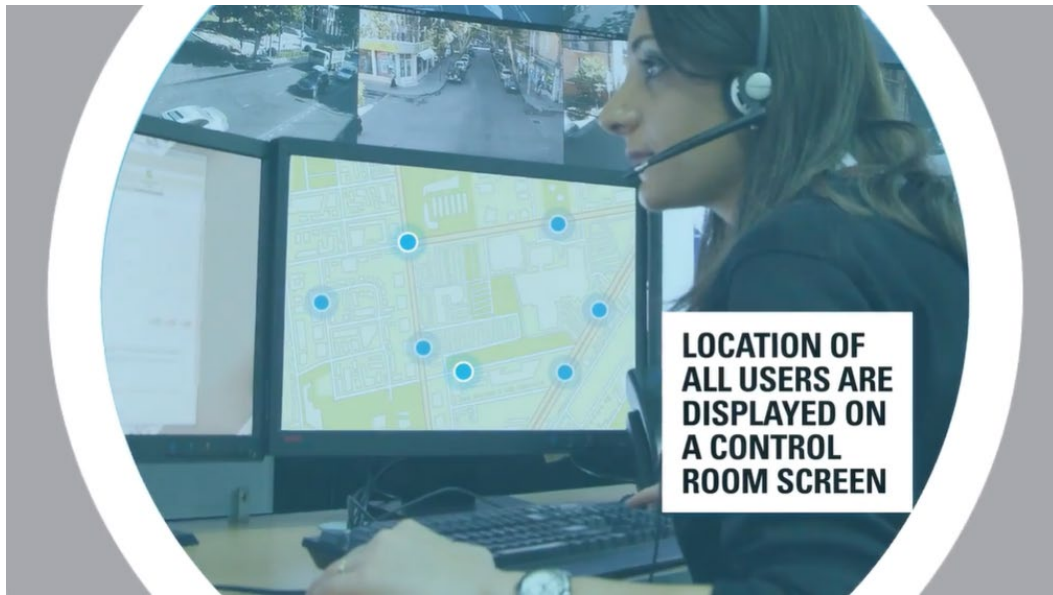 LOCATION OF
ALL USERS ARE
DISPLAYED ON
A CONTROL
ROOM SCREEN